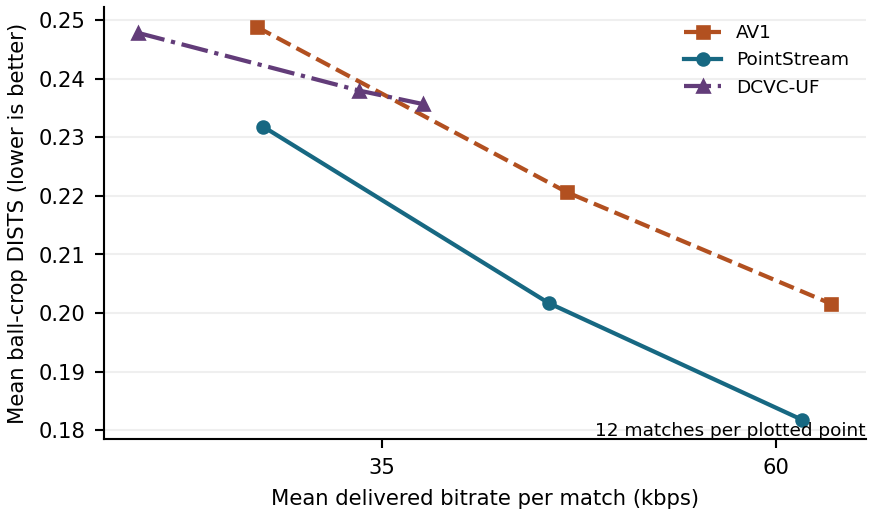 0.25
0.24
0.23
0.22
0.21
0.20
0.19
0.18
Mean ball-crop DISTS (lower is better)
AV1
PointStream
DCVC-UF
12 matches per plotted point
35
60
Mean delivered bitrate per match (kbps)